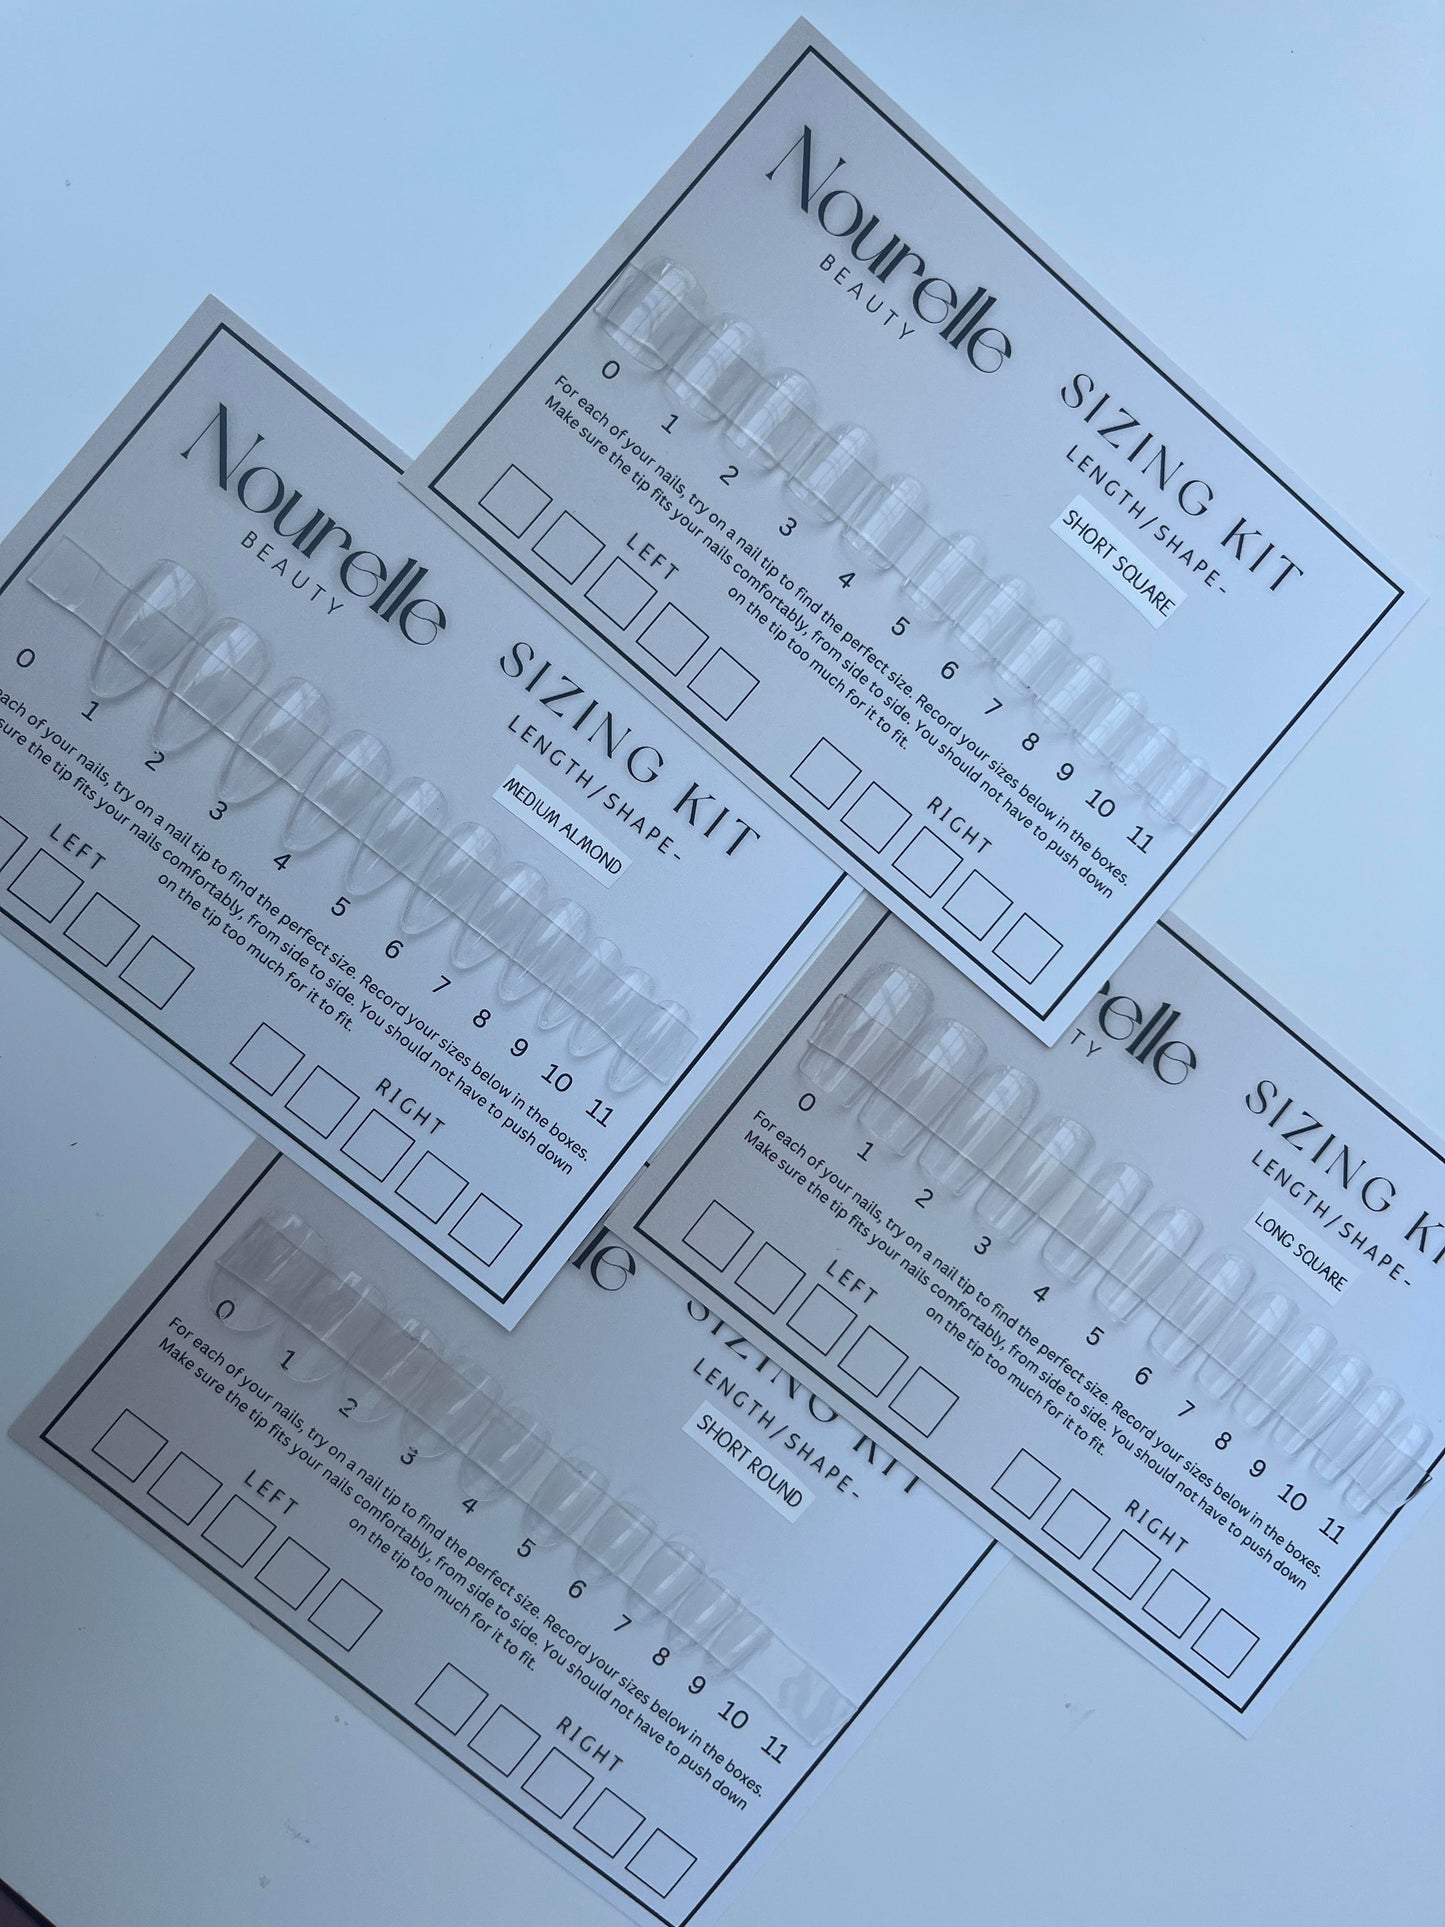 Nourelle
BEAUTY
SIZING KIT
LENGTH/SHAPE-
SHORT SQUARE
0 1 2 3 4 5 6 7 8 9 10 11
For each of your nails, try on a nail tip to find the perfect size. Record your sizes below in the boxes.
Make sure the tip fits your nails comfortably, from side to side. You should not have to push down
on the tip too much for it to fit.
LEFT
RIGHT
Nourelle
BEAUTY
SIZING KIT
LENGTH/SHAPE-
MEDIUM ALMOND
0 1 2 3 4 5 6 7 8 9 10 11
each of your nails, try on a nail tip to find the perfect size. Record your sizes below in the boxes.
sure the tip fits your nails comfortably, from side to side. You should not have to push down
on the tip too much for it to fit.
LEFT
RIGHT
relle
TY
SIZING KI
LENGTH/SHAPE-
LONG SQUARE
0 1 2 3 4 5 6 7 8 9 10 11
For each of your nails, try on a nail tip to find the perfect size. Record your sizes below in the boxes.
Make sure the tip fits your nails comfortably, from side to side. You should not have to push down
on the tip too much for it to fit.
LEFT
RIGHT
lle
SIZING KIT
LENGTH/SHAPE-
SHORT ROUND
0 1 2 3 4 5 6 7 8 9 10 11
For each of your nails, try on a nail tip to find the perfect size. Record your sizes below in the boxes.
Make sure the tip fits your nails comfortably, from side to side. You should not have to push down
on the tip too much for it to fit.
LEFT
RIGHT